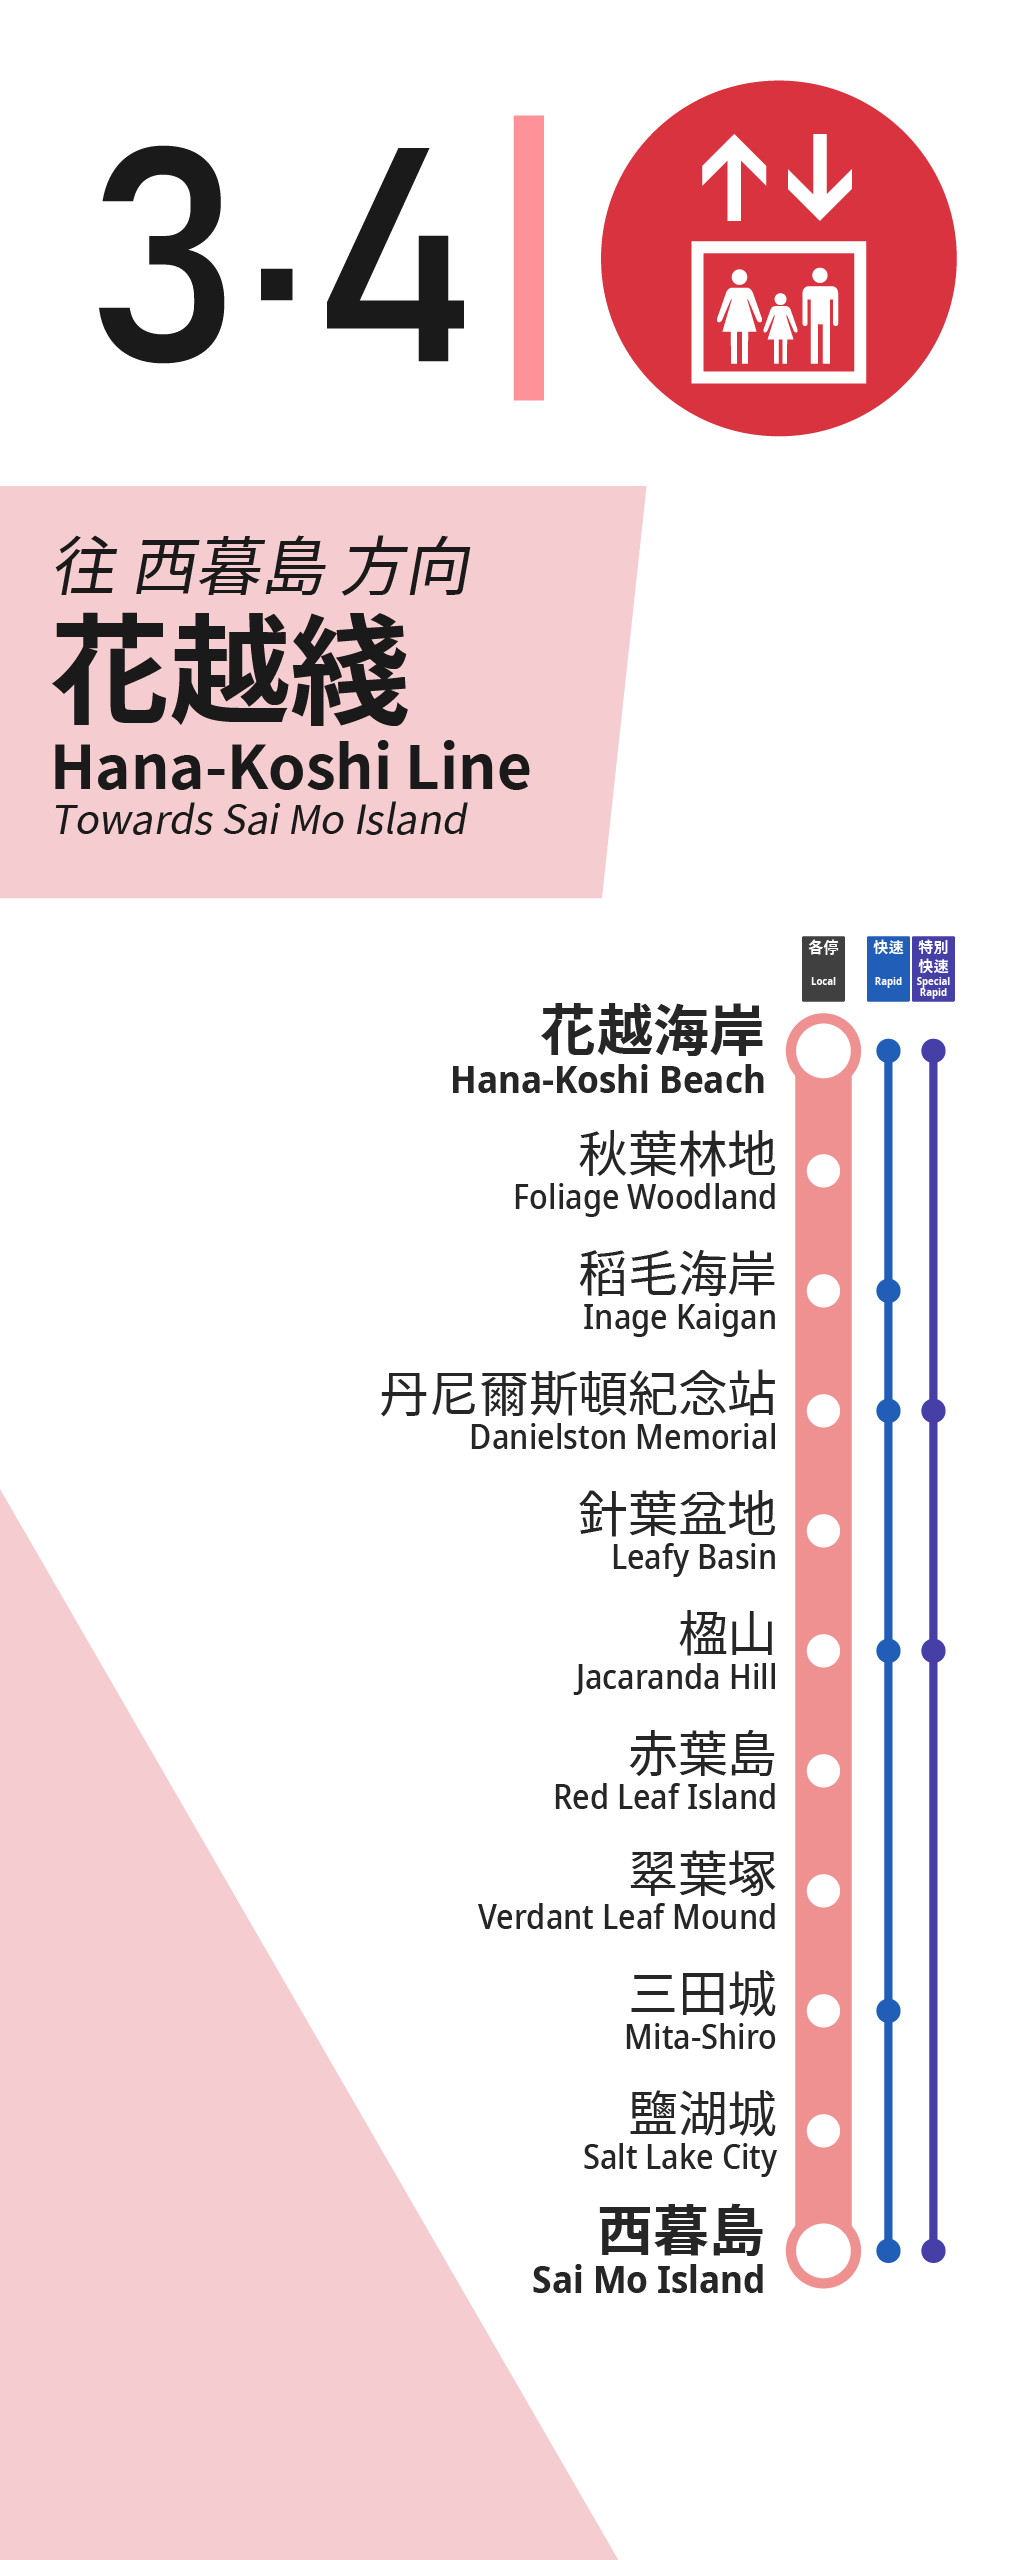 3·4
往 西暮島 方向
花越綫
Hana-Koshi Line
Towards Sai Mo Island
各停
Local
快速
Rapid
特別
快速
Special
Rapid
花越海岸
Hana-Koshi Beach
秋葉林地
Foliage Woodland
稻毛海岸
Inage Kaigan
丹尼爾斯頓紀念站
Danielston Memorial
針葉盆地
Leafy Basin
楹山
Jacaranda Hill
赤葉島
Red Leaf Island
翠葉塚
Verdant Leaf Mound
三田城
Mita-Shiro
鹽湖城
Salt Lake City
西暮島
Sai Mo Island